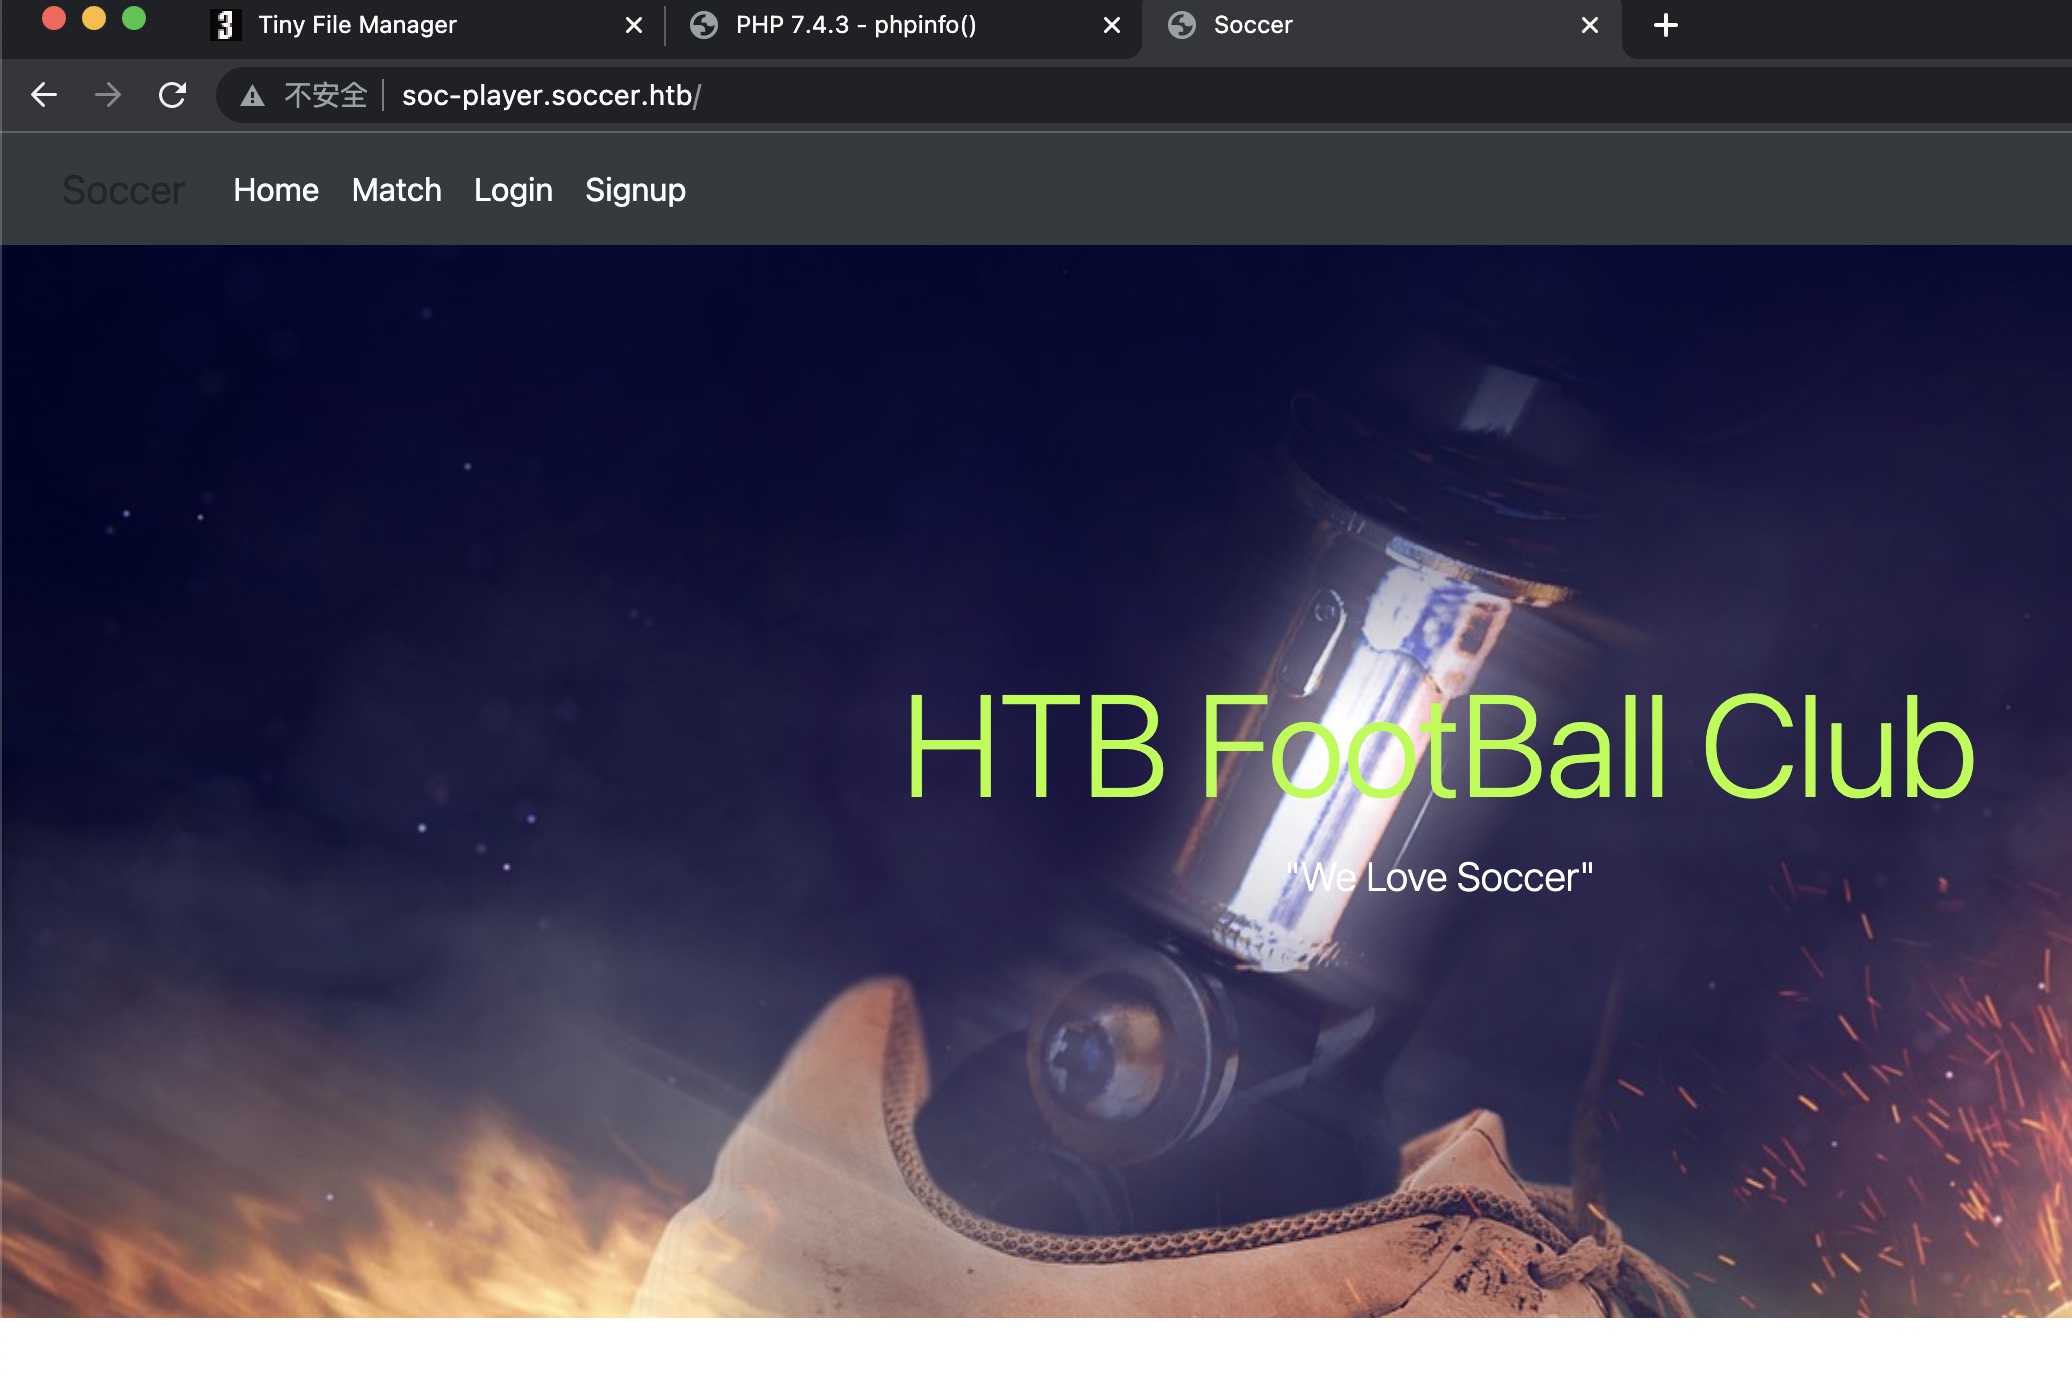 Tiny File Manager
PHP 7.4.3 - phpinfo()
Soccer
不安全
soc-player.soccer.htb/
Soccer Home Match Login Signup
HTB FootBall Club
"We Love Soccer"